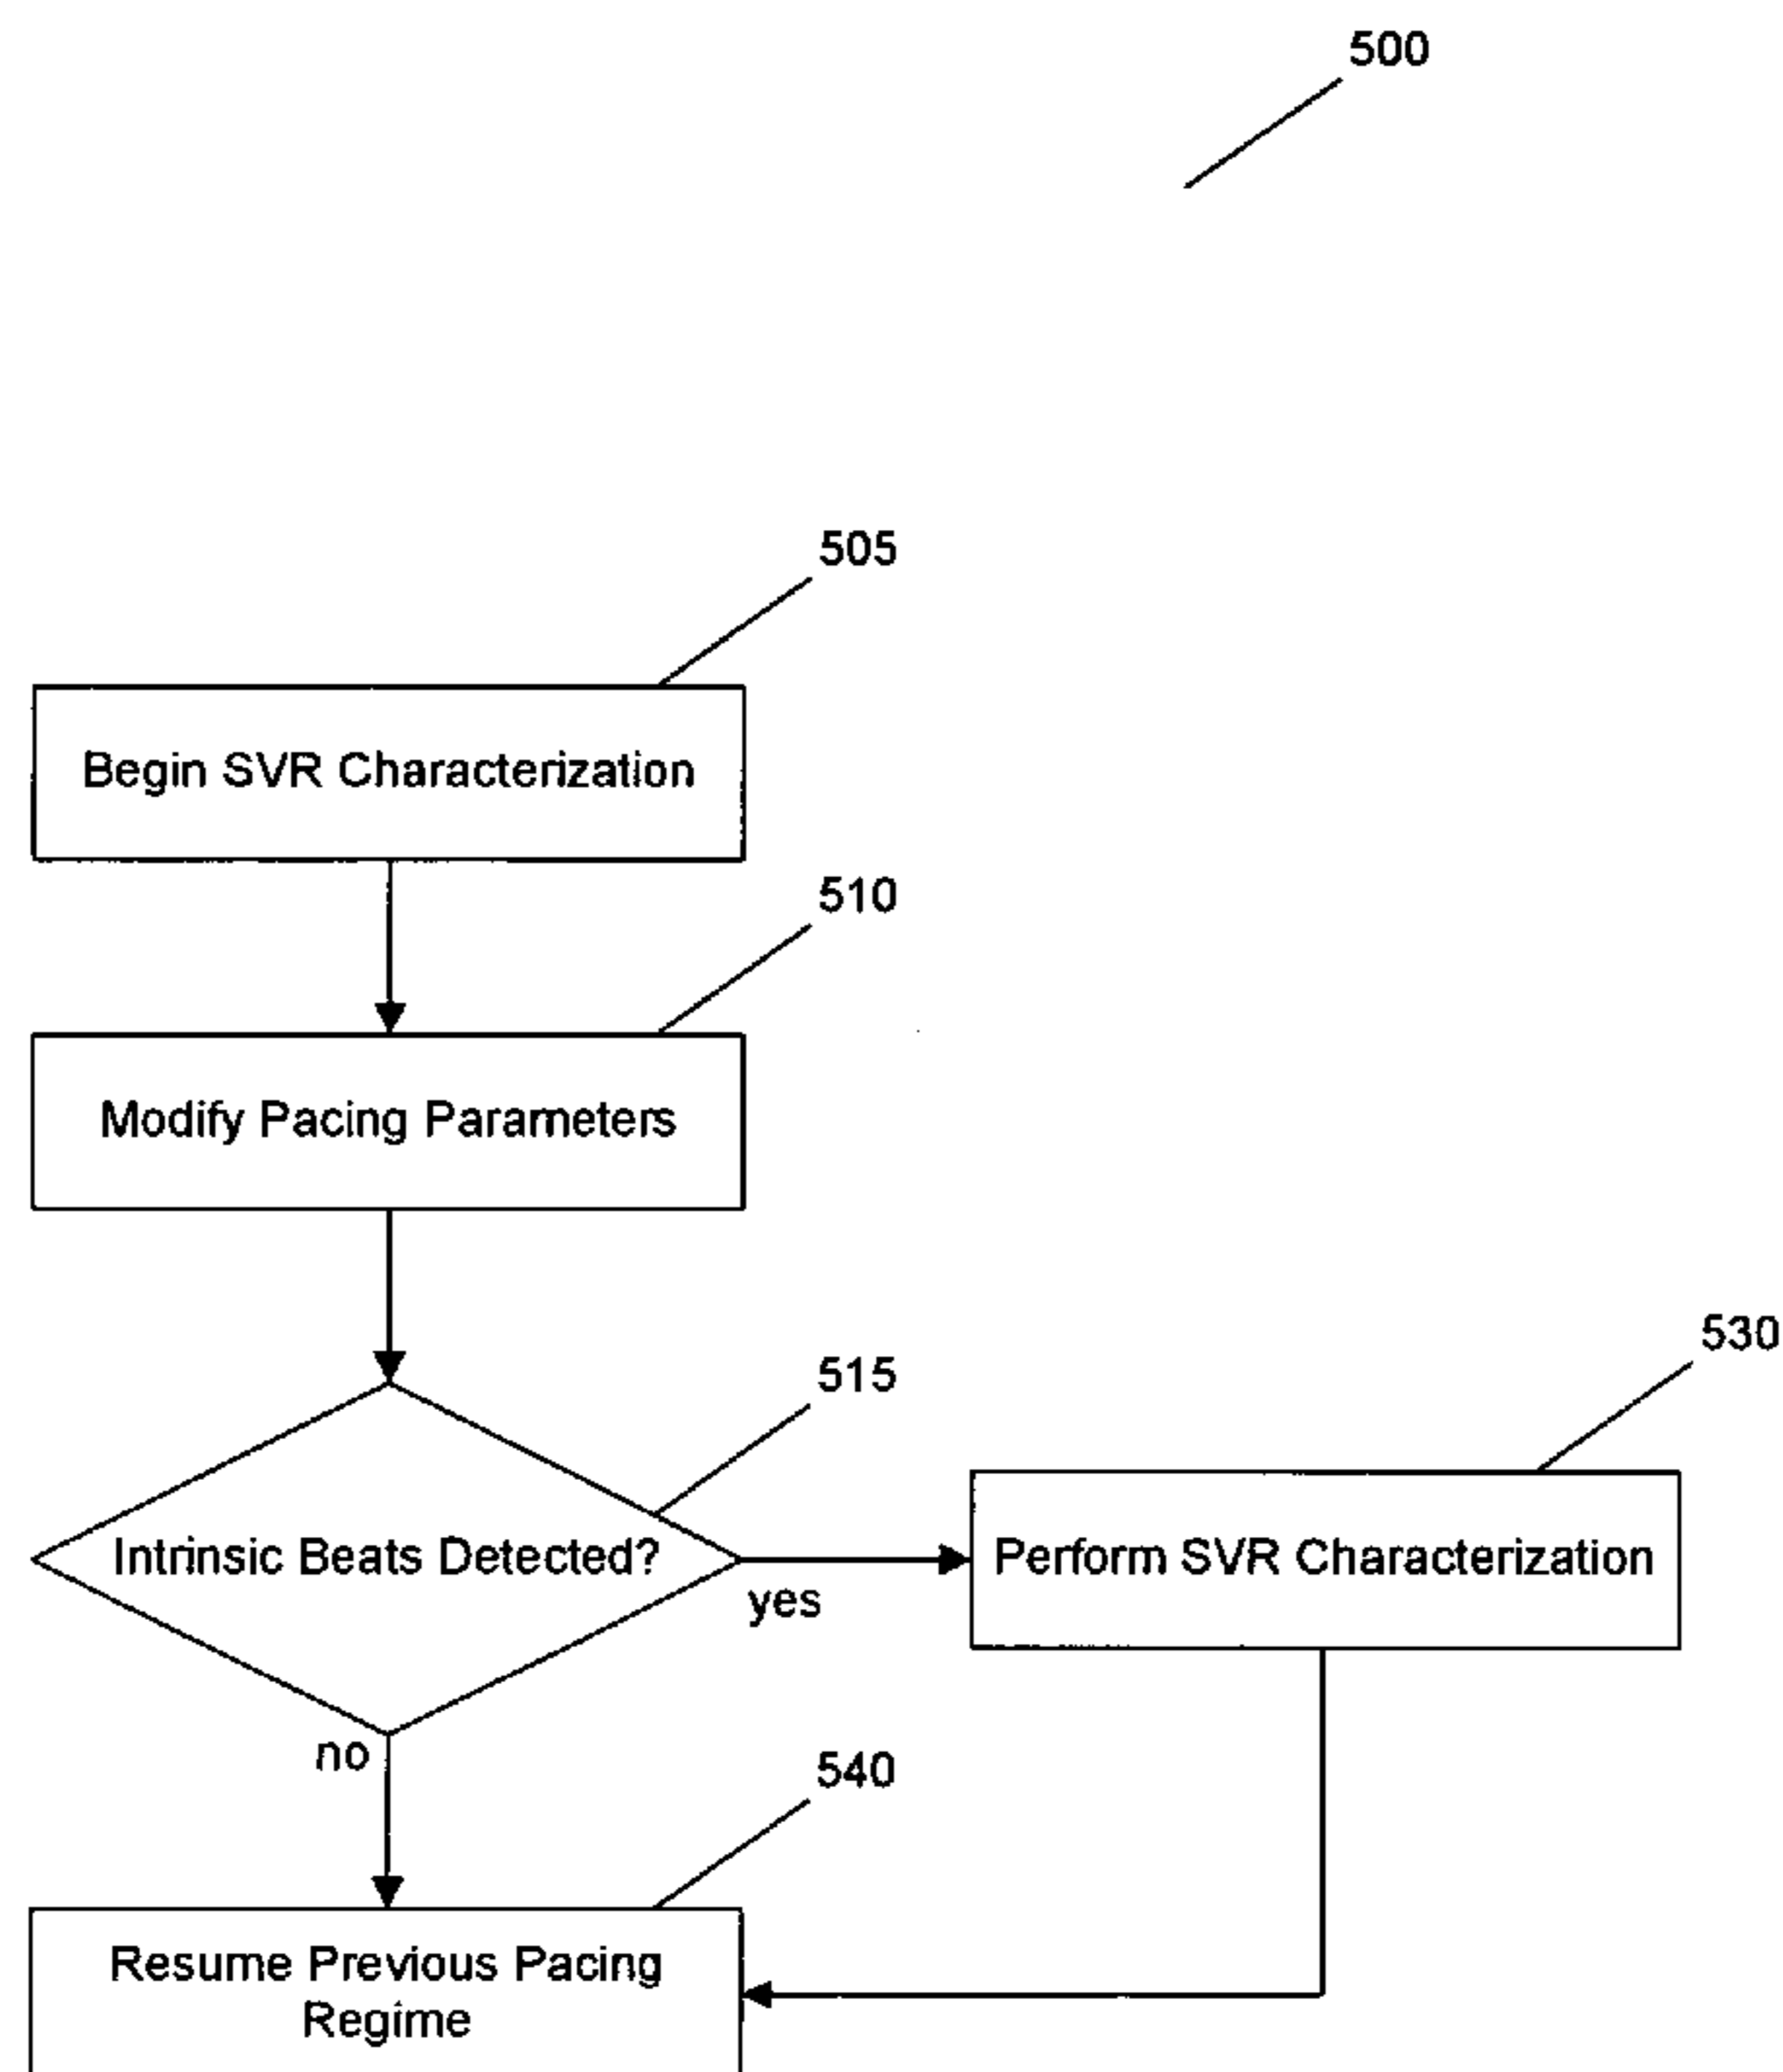 500
505
Begin SVR Characterization
510
Modify Pacing Parameters
515
530
Intrinsic Beats Detected?
Perform SVR Characterization
yes
no
540
Resume Previous Pacing
Regime